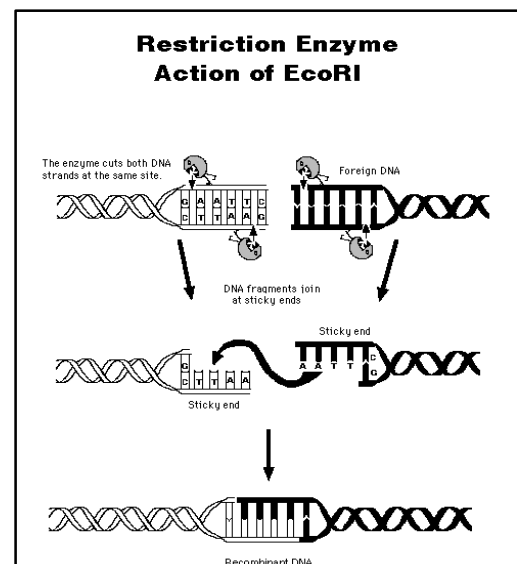 Restriction Enzyme
Action of EcoRI
The enzyme cuts both DNA
strands at the same site.
Foreign DNA
G A A T T C
C T T A A G
DNA fragments join
at sticky ends
Sticky end
G
C T T A A
A A T T C
G
Sticky end
Recombinant DNA